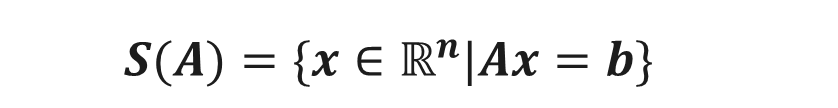 S(A) = {x ∈ ℝⁿ|Ax = b}